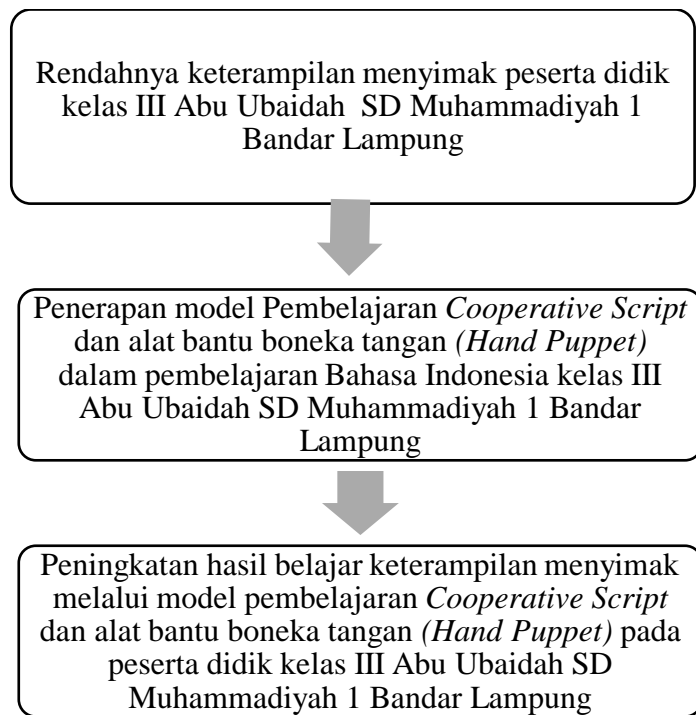 Rendahnya keterampilan menyimak peserta didik
kelas III Abu Ubaidah  SD Muhammadiyah 1
Bandar Lampung
Penerapan model Pembelajaran Cooperative Script
dan alat bantu boneka tangan (Hand Puppet)
dalam pembelajaran Bahasa Indonesia kelas III
Abu Ubaidah SD Muhammadiyah 1 Bandar
Lampung
Peningkatan hasil belajar keterampilan menyimak
melalui model pembelajaran Cooperative Script
dan alat bantu boneka tangan (Hand Puppet) pada
peserta didik kelas III Abu Ubaidah SD
Muhammadiyah 1 Bandar Lampung